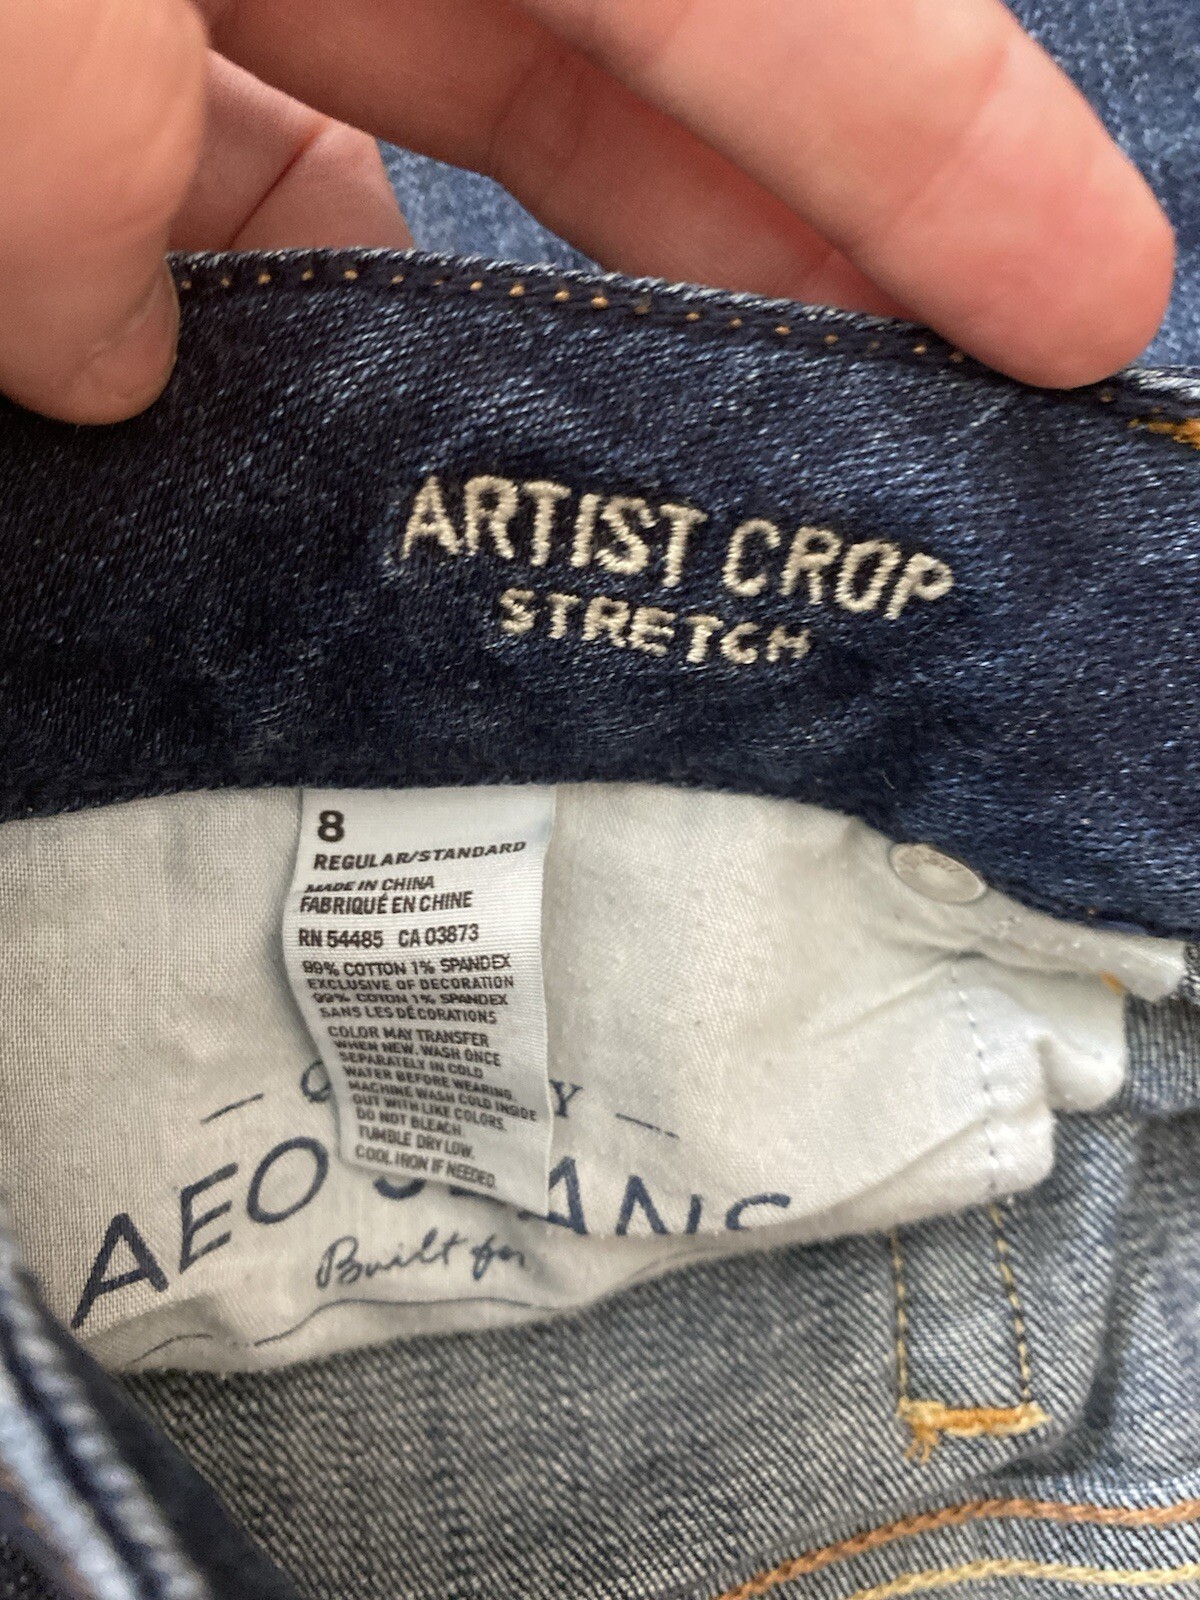 ARTIST CROP
STRETCH
8
REGULAR/STANDARD
MADE IN CHINA
FABRIQUÉ EN CHINE
RN 54485 CA 03873
99% COTTON 1% SPANDEX
EXCLUSIVE OF DECORATION
99% COTON 1% SPANDEX
SANS LES DÉCORATIONS
COLOR MAY TRANSFER
WHEN NEW. WASH ONCE
SEPARATELY IN COLD
WATER BEFORE WEARING.
MACHINE WASH COLD INSIDE
OUT WITH LIKE COLORS.
DO NOT BLEACH.
TUMBLE DRY LOW.
COOL IRON IF NEEDED.
AEO
Built for